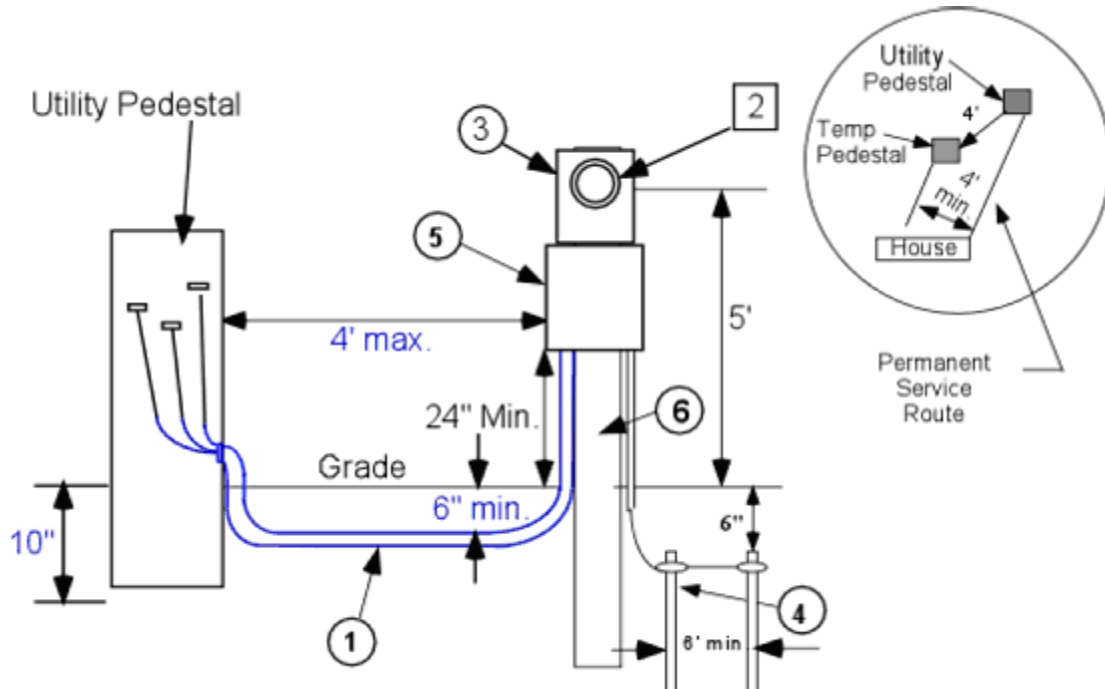 Utility Pedestal
3
2
5
4' max.
5'
24" Min.
6
Grade
6" min.
10"
6"
1
4
6' min
Utility
Pedestal
4'
Temp
Pedestal
4'
min.
House
Permanent
Service
Route